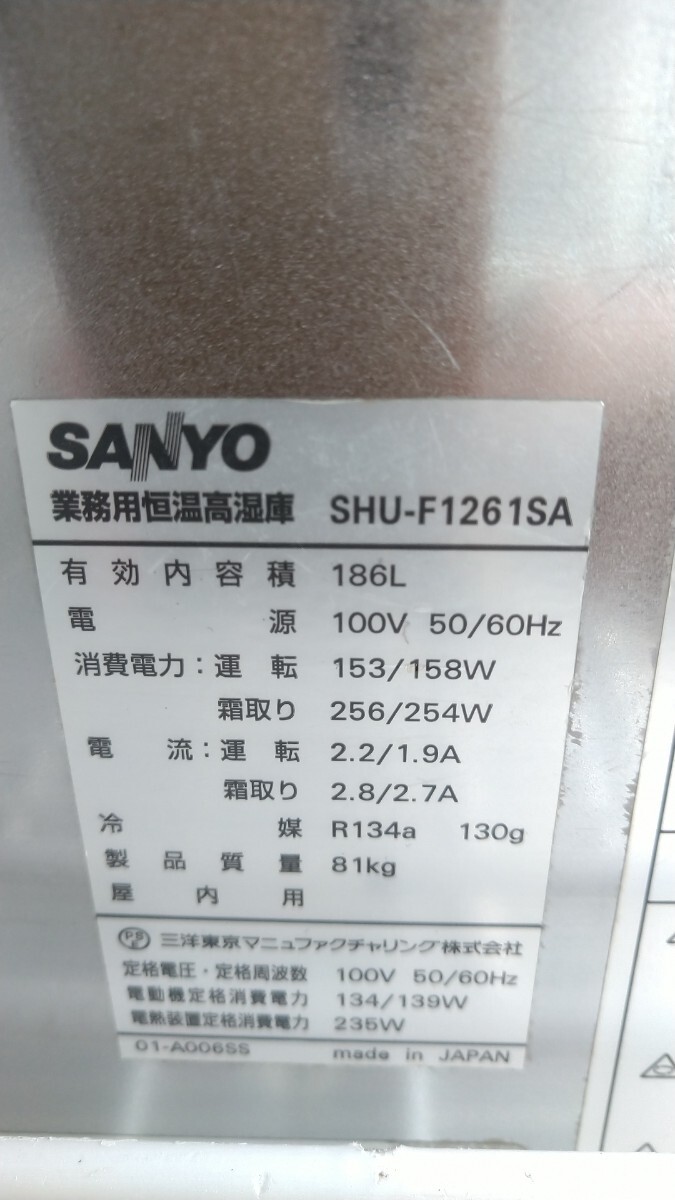 SANYO
業務用恒温高湿庫 SHU-F1261SA
有効内容積 186L
電源 100V 50/60Hz
消費電力:運転 153/158W
霜取り 256/254W
電流:運転 2.2/1.9A
霜取り 2.8/2.7A
冷媒 R134a 130g
製品質量 81kg
屋内用
PSE 三洋東京マニュファクチャリング株式会社
定格電圧・定格周波数 100V 50/60Hz
電動機定格消費電力 134/139W
電熱装置定格消費電力 235W
01-A006SS made in JAPAN